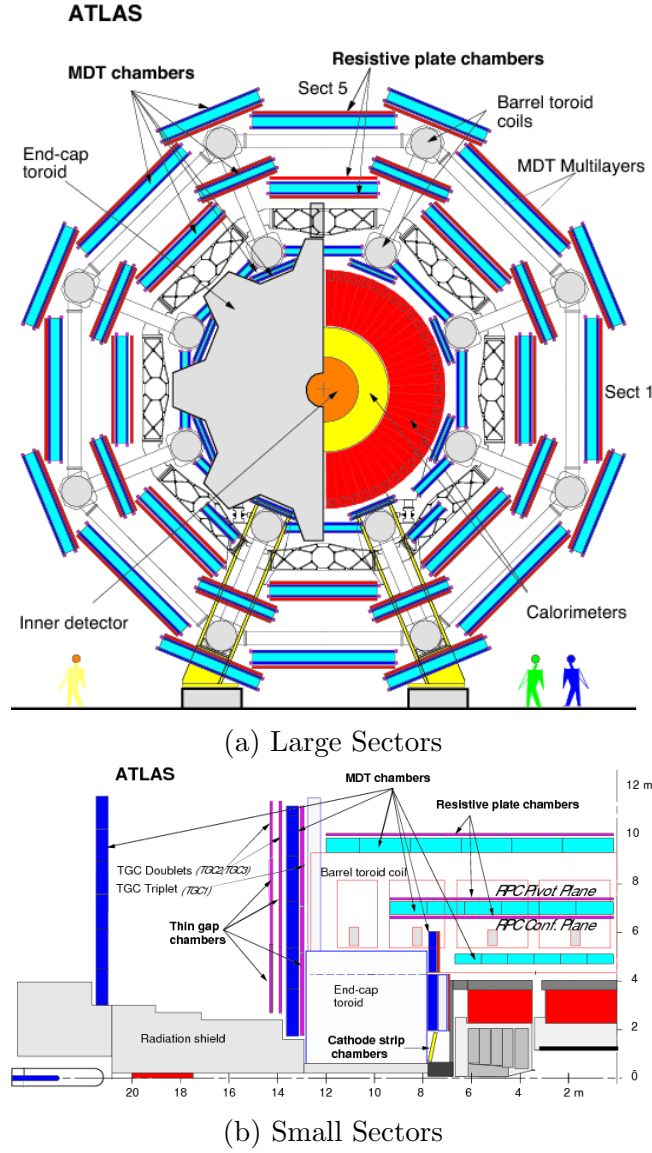 ATLAS
Resistive plate chambers
Sect 5
MDT chambers
Barrel toroid
coils
End-cap
toroid
MDT Multilayers
Sect 1
Inner detector
Calorimeters
(a) Large Sectors
ATLAS
MDT chambers
12 m
Resistive plate chambers
10
TGC Doublets (TGC2,TGC3)
TGC Triplet (TGC1)
Barrel toroid coil
RPC Pivot Plane
8
Thin gap
chambers
RPC Conf. Plane
6
End-cap
toroid
4
Radiation shield
Cathode strip
chambers
2
0
20
18
16
14
12
10
8
6
4
2 m
(b) Small Sectors